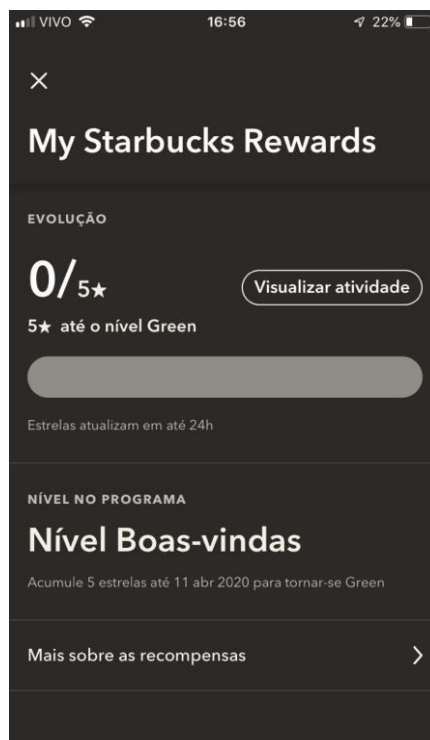 VIVO 16:56 22%
My Starbucks Rewards
EVOLUÇÃO
0/5★ Visualizar atividade
5★ até o nível Green
Estrelas atualizam em até 24h
NÍVEL NO PROGRAMA
Nível Boas-vindas
Acumule 5 estrelas até 11 abr 2020 para tornar-se Green
Mais sobre as recompensas